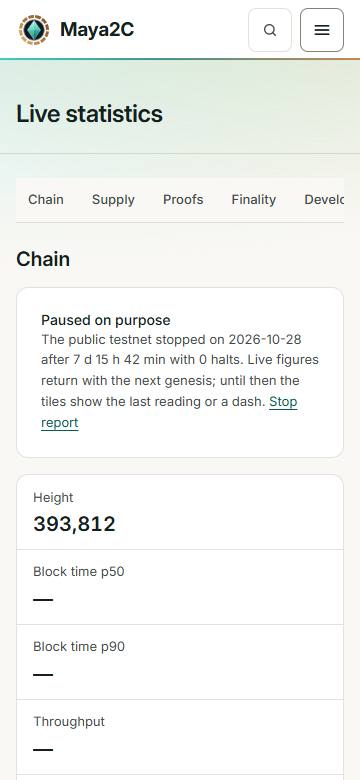 Maya2C
Live statistics
Chain Supply Proofs Finality Develo
Chain
Paused on purpose
The public testnet stopped on 2026-10-28
after 7 d 15 h 42 min with 0 halts. Live figures
return with the next genesis; until then the
tiles show the last reading or a dash. Stop
report
Height
393,812
Block time p50
—
Block time p90
—
Throughput
—